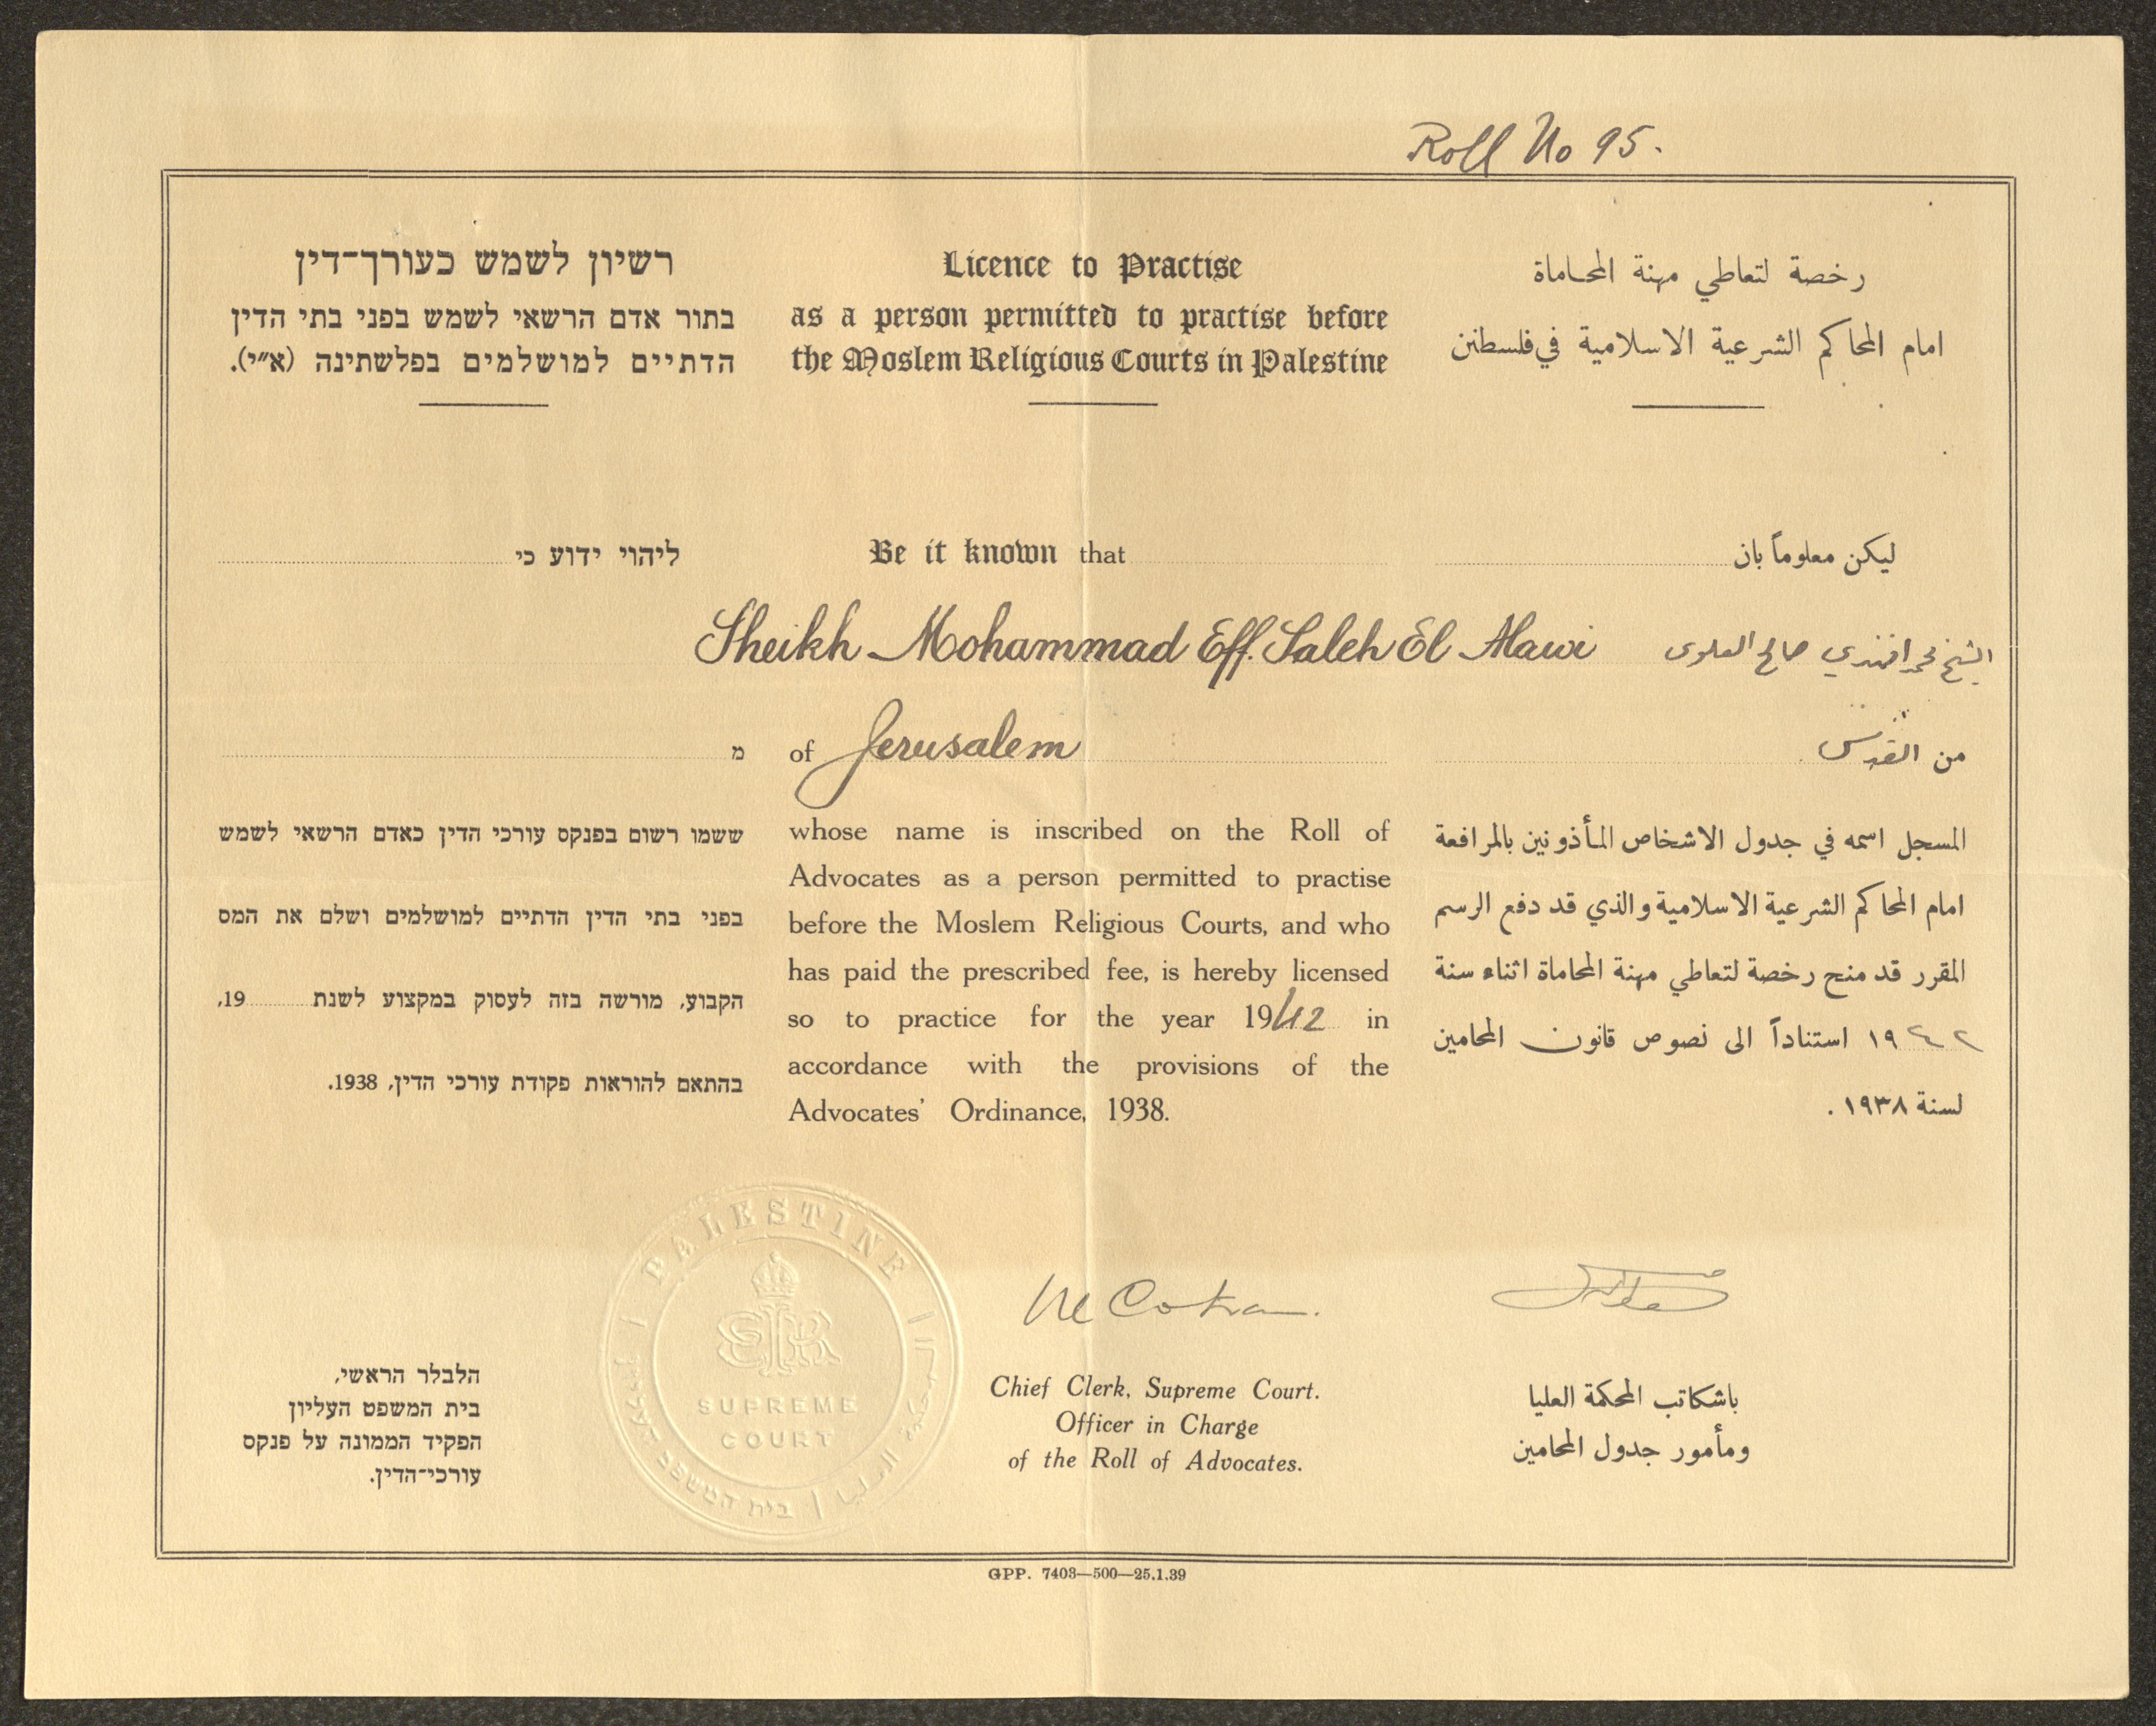 Roll No 95.
רשיון לשמש כעורך־דין
בתור אדם הרשאי לשמש בפני בתי הדין
הדתיים למושלמים בפלשתינה (א״י).
Licence to Practise
as a person permitted to practise before
the Moslem Religious Courts in Palestine
رخصة لتعاطي مهنة المحاماة
امام المحاكم الشرعية الاسلامية في فلسطين
ליהוי ידוע כי
Be it known that
ليكن معلوماً بان
Sheikh Mohammad Eff. Saleh El Alawi
الشيخ محمد افندي صالح العلوى
מ
of Jerusalem
من القدس
ששמו רשום בפנקס עורכי הדין כאדם הרשאי לשמש
בפני בתי הדין הדתיים למושלמים ושלם את המס
הקבוע, מורשה בזה לעסוק במקצוע לשנת 19,
בהתאם להוראות פקודת עורכי הדין, 1938.
whose name is inscribed on the Roll of
Advocates as a person permitted to practise
before the Moslem Religious Courts, and who
has paid the prescribed fee, is hereby licensed
so to practice for the year 1942 in
accordance with the provisions of the
Advocates' Ordinance, 1938.
المسجل اسمه في جدول الاشخاص المأذونين بالمرافعة
امام المحاكم الشرعية الاسلامية والذي قد دفع الرسم
المقرر قد منح رخصة لتعاطي مهنة المحاماة اثناء سنة
١٩٤٢ استناداً الى نصوص قانون المحامين
لسنة ١٩٣٨ .
PALESTINE
SUPREME
COURT
בית המשפט
العليا
הלבלר הראשי,
בית המשפט העליון
הפקיד הממונה על פנקס
עורכי־הדין.
Chief Clerk, Supreme Court.
Officer in Charge
of the Roll of Advocates.
باشكاتب المحكمة العليا
ومأمور جدول المحامين
GPP. 7403—500—25.1.39